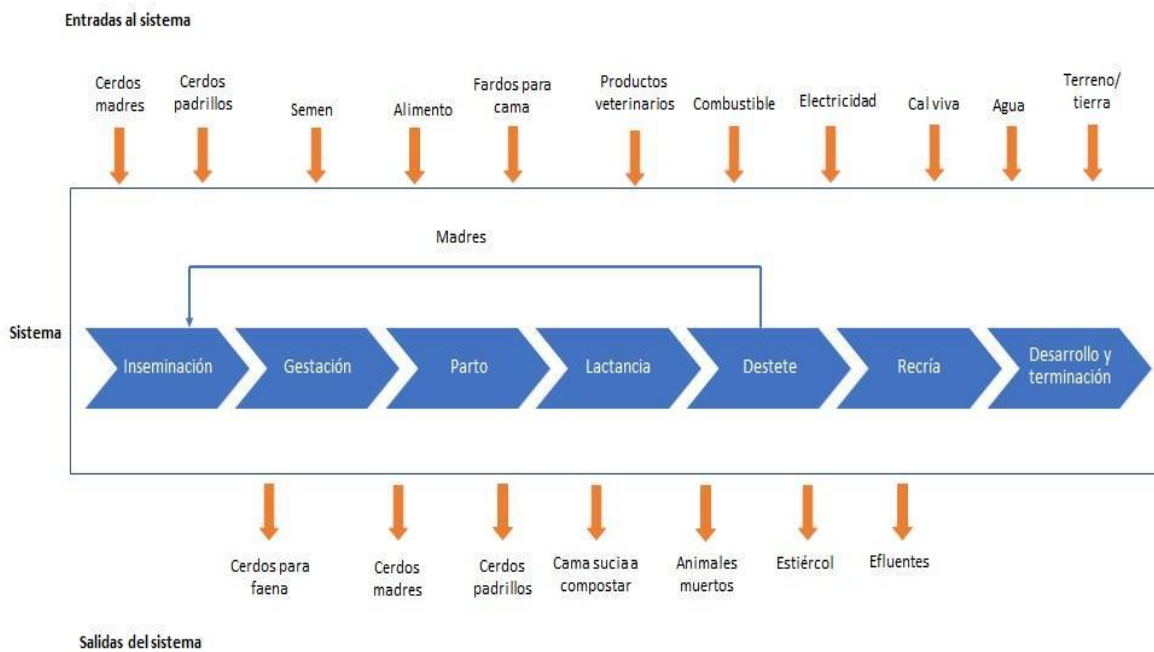 Entradas al sistema
Cerdos
madres
Cerdos
padrillos
Semen
Alimento
Fardos para
cama
Productos
veterinarios
Combustible
Electricidad
Cal viva
Agua
Terreno/
tierra
Madres
Sistema
Inseminación
Gestación
Parto
Lactancia
Destete
Recría
Desarrollo y
terminación
Cerdos para
faena
Cerdos
madres
Cerdos
padrillos
Cama sucia a
compostar
Animales
muertos
Estiércol
Efluentes
Salidas del sistema